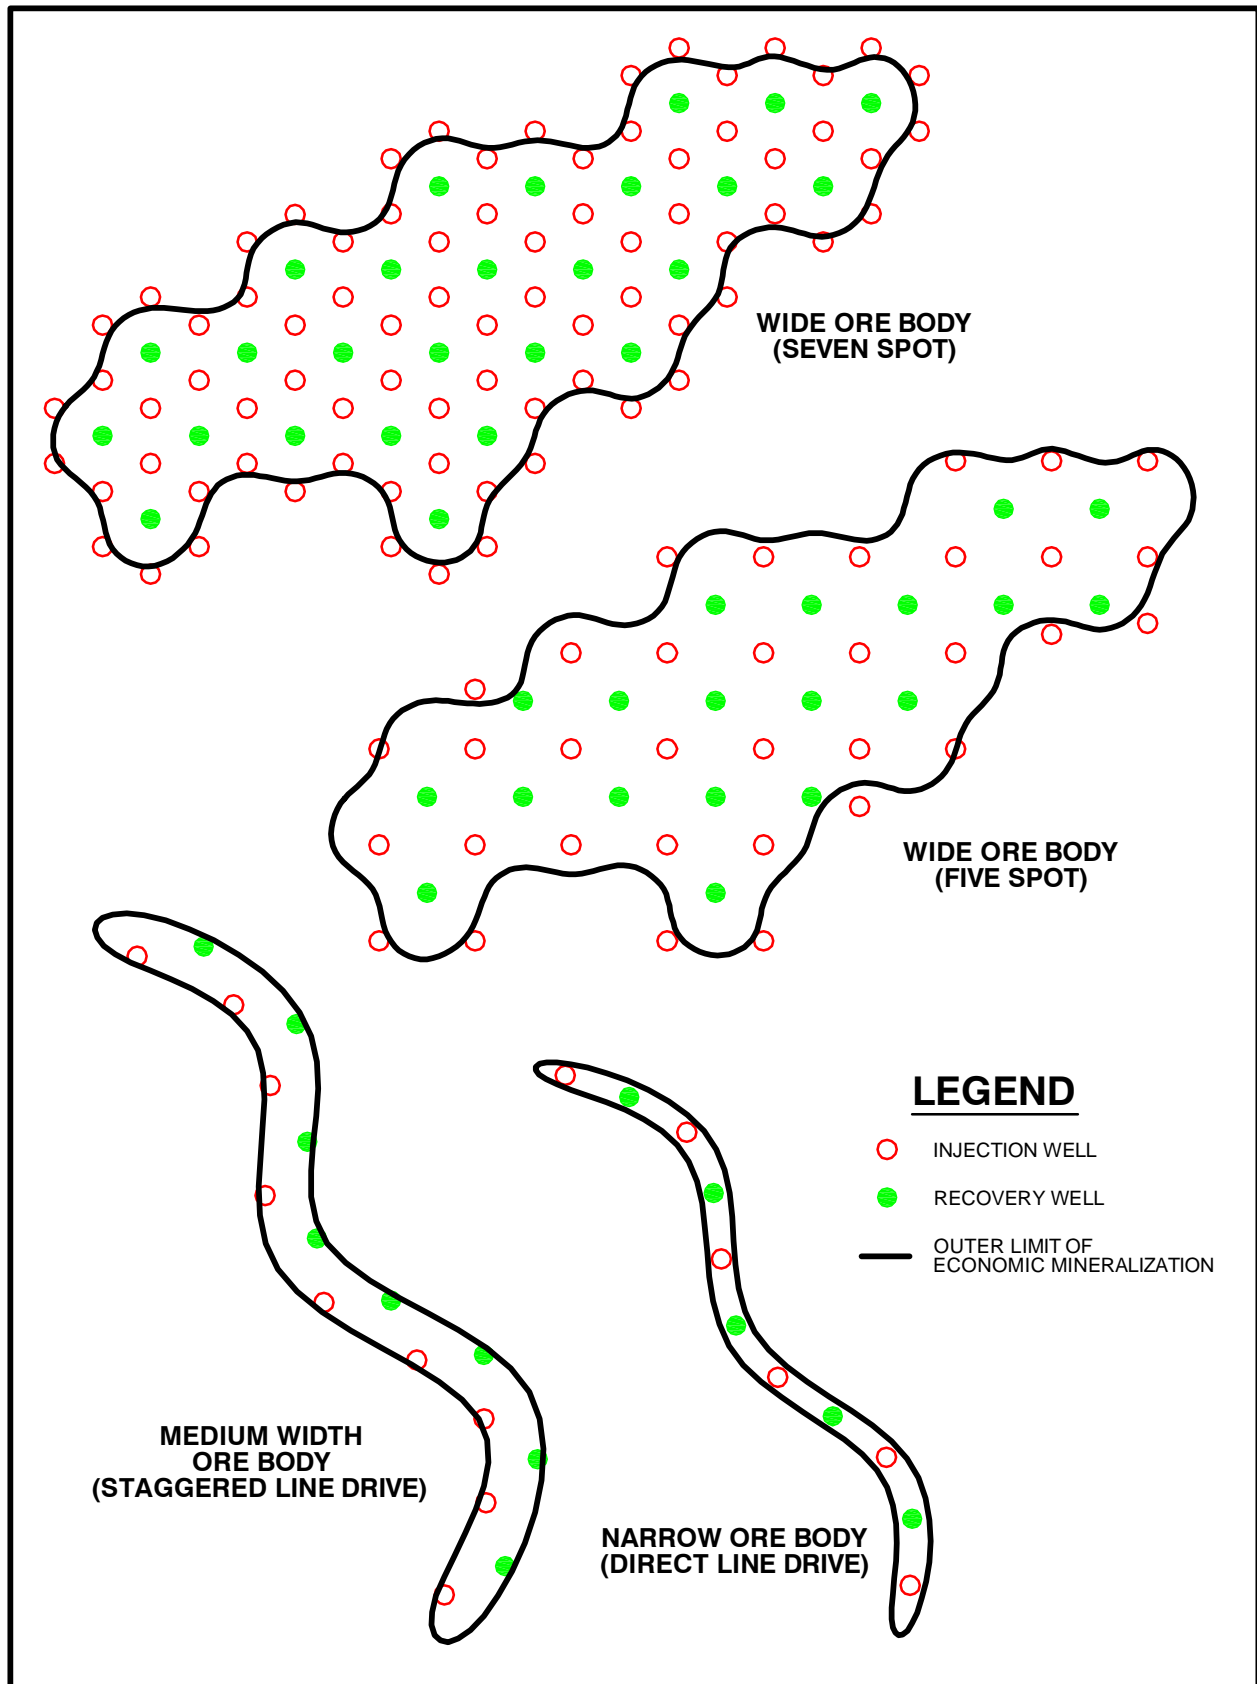 WIDE ORE BODY
(SEVEN SPOT)
WIDE ORE BODY
(FIVE SPOT)
LEGEND
INJECTION WELL
RECOVERY WELL
OUTER LIMIT OF
ECONOMIC MINERALIZATION
MEDIUM WIDTH
ORE BODY
(STAGGERED LINE DRIVE)
NARROW ORE BODY
(DIRECT LINE DRIVE)